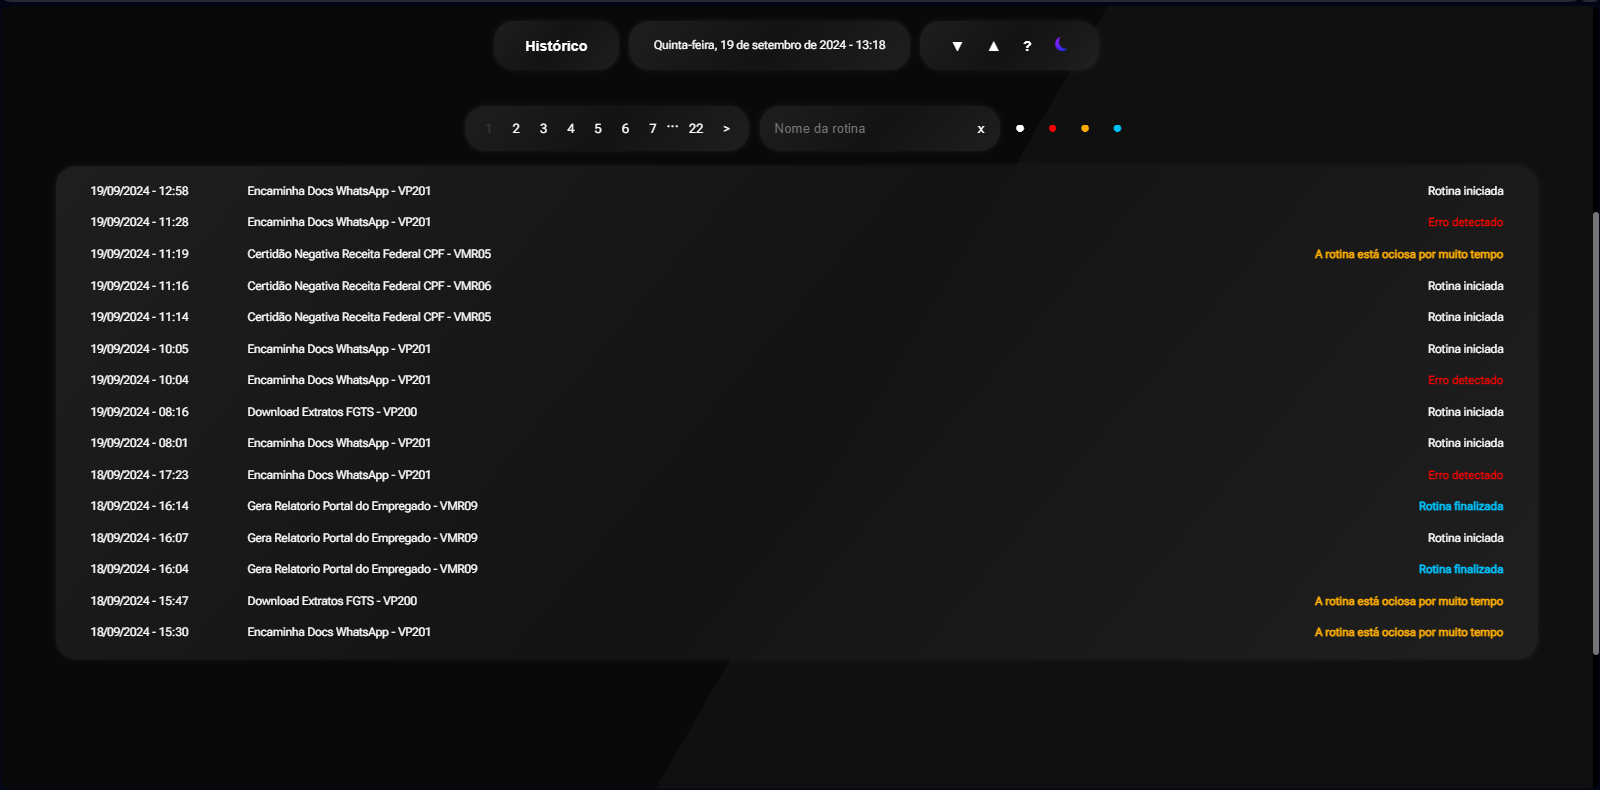 Histórico Quinta-feira, 19 de setembro de 2024 - 13:18 ▼ ▲ ?
1 2 3 4 5 6 7 ... 22 > Nome da rotina x
19/09/2024 - 12:58 Encaminha Docs WhatsApp - VP201 Rotina iniciada
19/09/2024 - 11:28 Encaminha Docs WhatsApp - VP201 Erro detectado
19/09/2024 - 11:19 Certidão Negativa Receita Federal CPF - VMR05 A rotina está ociosa por muito tempo
19/09/2024 - 11:16 Certidão Negativa Receita Federal CPF - VMR06 Rotina iniciada
19/09/2024 - 11:14 Certidão Negativa Receita Federal CPF - VMR05 Rotina iniciada
19/09/2024 - 10:05 Encaminha Docs WhatsApp - VP201 Rotina iniciada
19/09/2024 - 10:04 Encaminha Docs WhatsApp - VP201 Erro detectado
19/09/2024 - 08:16 Download Extratos FGTS - VP200 Rotina iniciada
19/09/2024 - 08:01 Encaminha Docs WhatsApp - VP201 Rotina iniciada
18/09/2024 - 17:23 Encaminha Docs WhatsApp - VP201 Erro detectado
18/09/2024 - 16:14 Gera Relatorio Portal do Empregado - VMR09 Rotina finalizada
18/09/2024 - 16:07 Gera Relatorio Portal do Empregado - VMR09 Rotina iniciada
18/09/2024 - 16:04 Gera Relatorio Portal do Empregado - VMR09 Rotina finalizada
18/09/2024 - 15:47 Download Extratos FGTS - VP200 A rotina está ociosa por muito tempo
18/09/2024 - 15:30 Encaminha Docs WhatsApp - VP201 A rotina está ociosa por muito tempo